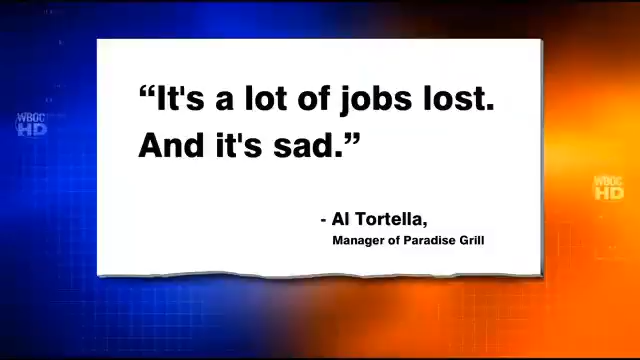 “It's a lot of jobs lost.
And it's sad.”
- Al Tortella,
Manager of Paradise Grill
WBOC
HD
WBOC
HD